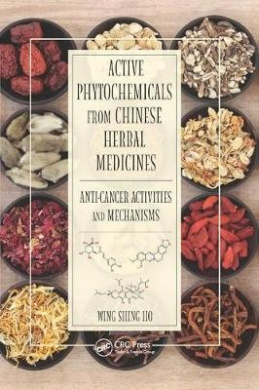 ACTIVE
PHYTOCHEMICALS
FROM CHINESE
HERBAL
MEDICINES
ANTI-CANCER ACTIVITIES
AND MECHANISMS
WING SHING HO
CRC Press
Taylor & Francis Group